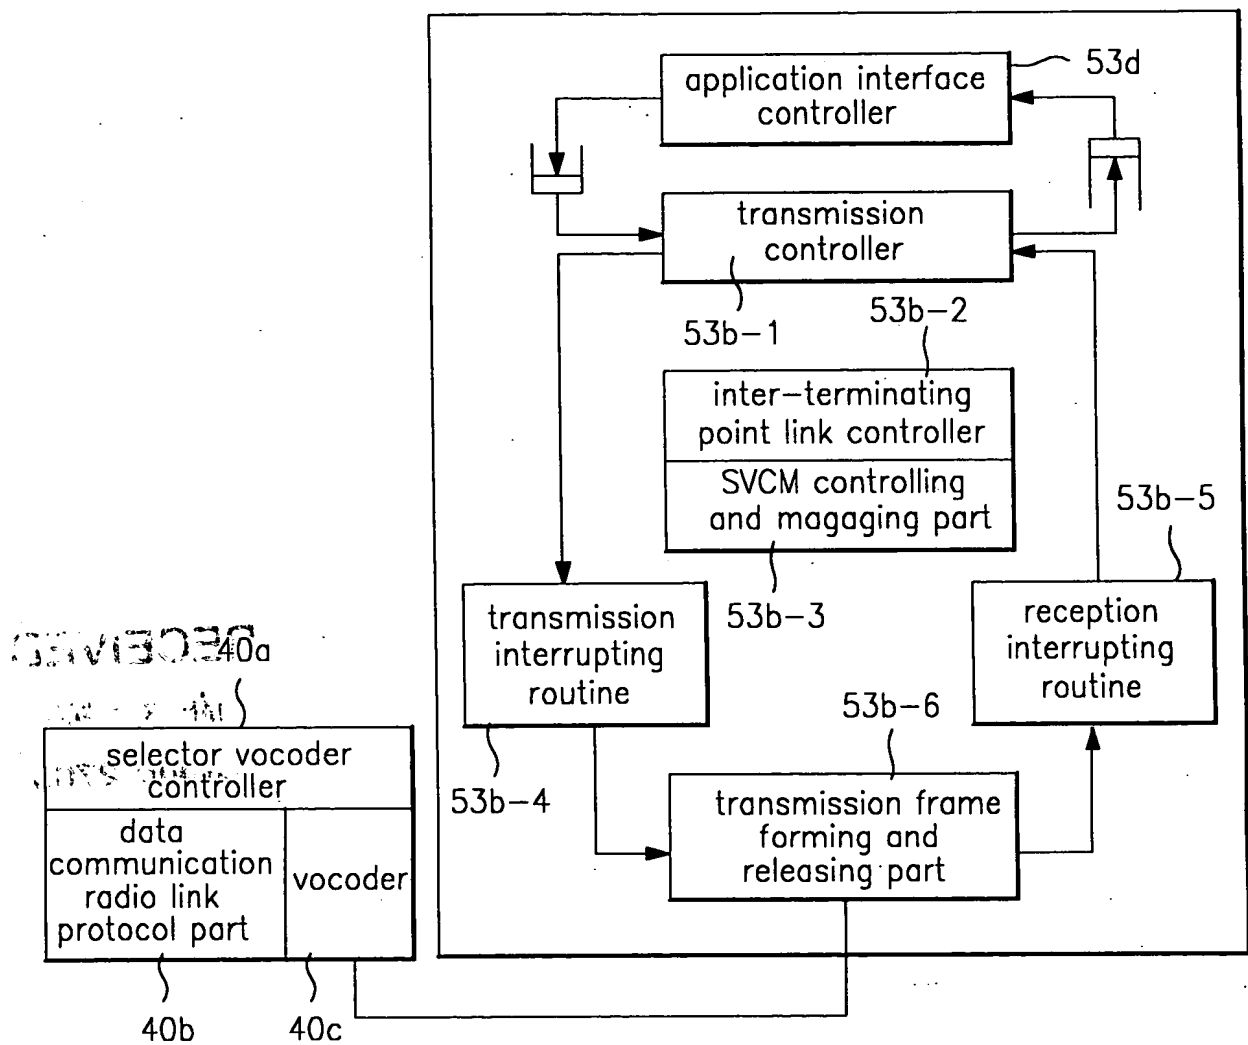 53d
application interface
controller
transmission
controller
53b-1
53b-2
inter-terminating
point link controller
SVCM controlling
and magaging part
53b-3
53b-5
transmission
interrupting
routine
53b-4
reception
interrupting
routine
53b-6
transmission frame
forming and
releasing part
RECEIVED
40a
selector vocoder
controller
data
communication
radio link
protocol part
vocoder
40b
40c